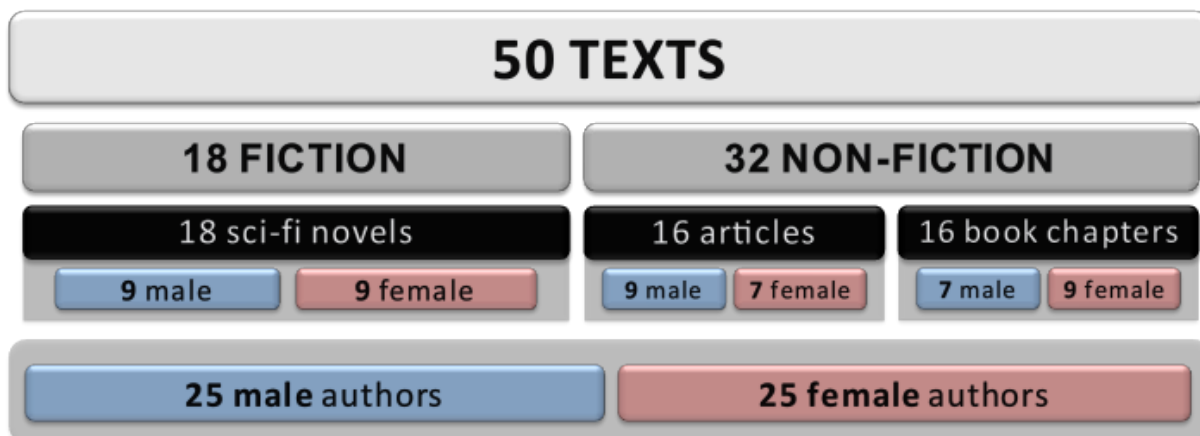 50 TEXTS
18 FICTION
32 NON-FICTION
18 sci-fi novels
16 articles
16 book chapters
9 male
9 female
9 male
7 female
7 male
9 female
25 male authors
25 female authors